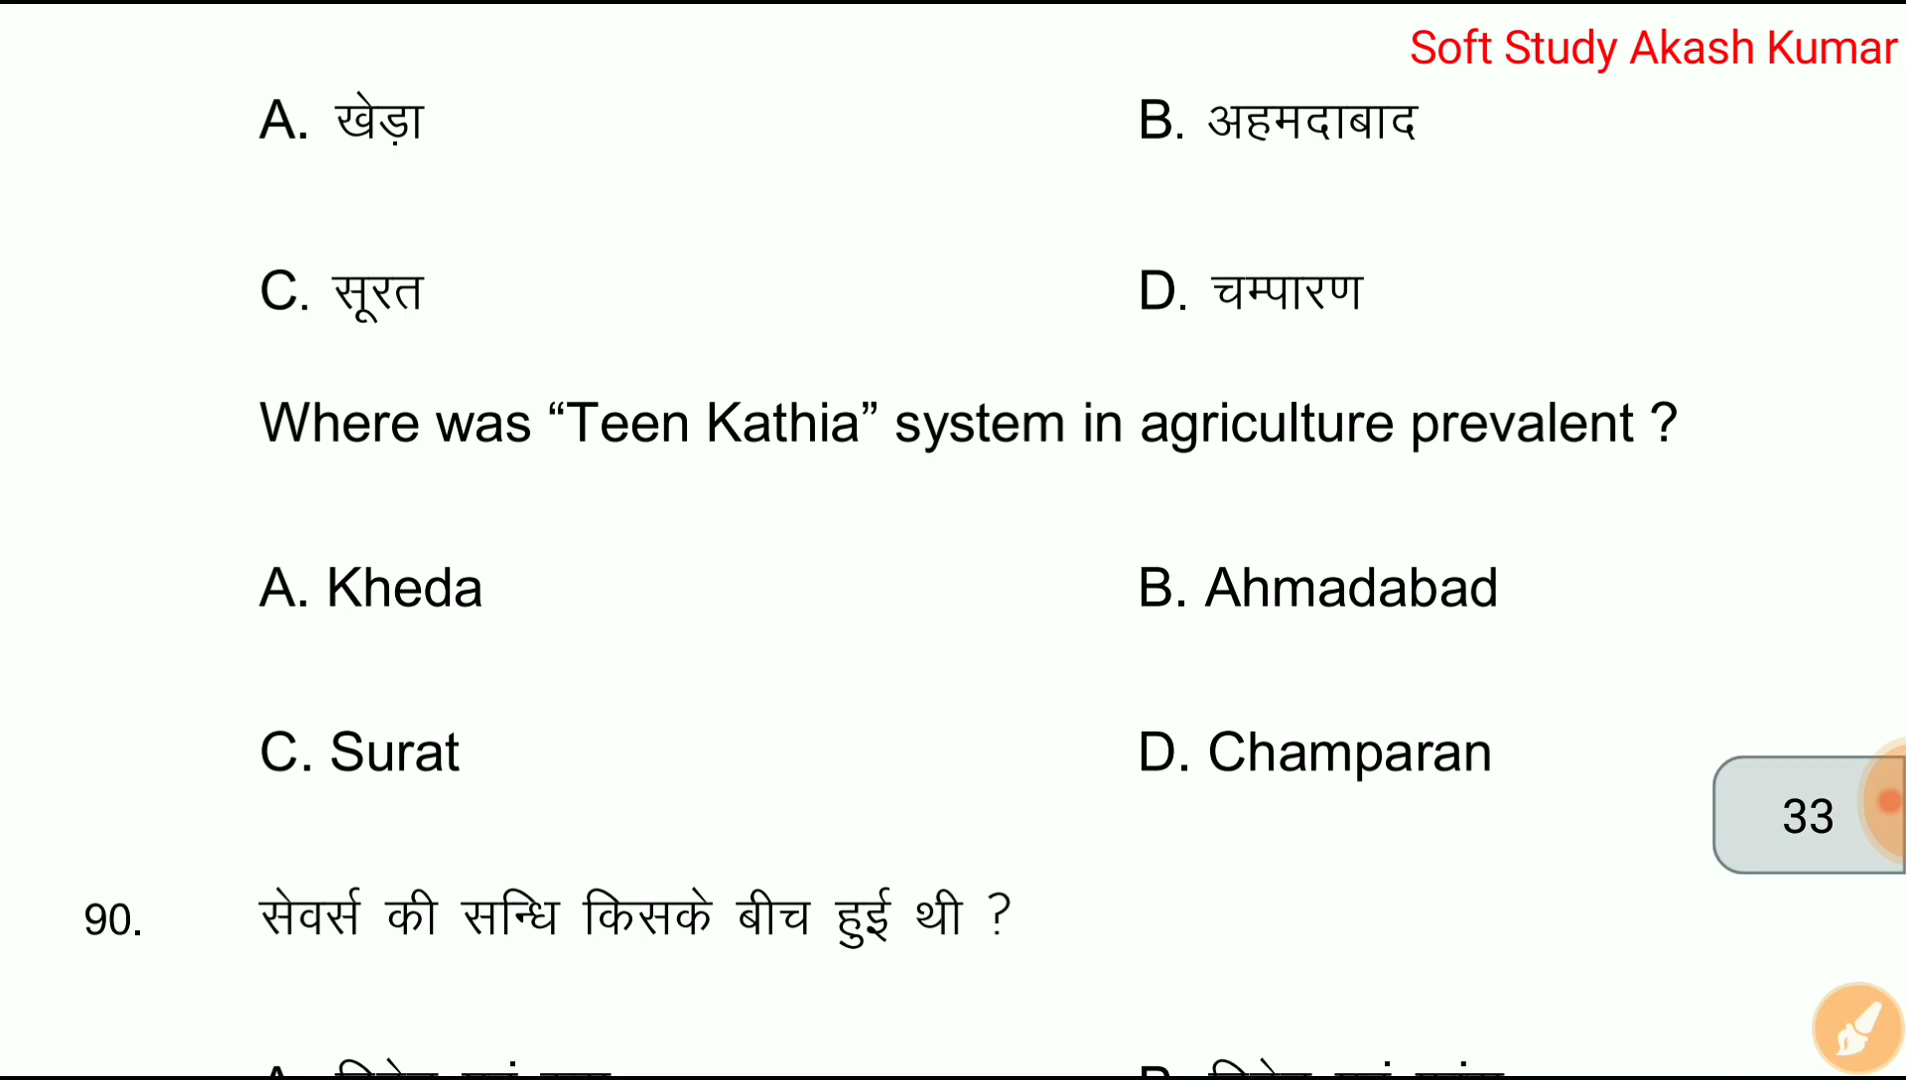 Soft Study Akash Kumar
A. खेड़ा B. अहमदाबाद
C. सूरत D. चम्पारण
Where was “Teen Kathia” system in agriculture prevalent ?
A. Kheda B. Ahmadabad
C. Surat D. Champaran
33
90. सेवर्स की सन्धि किसके बीच हुई थी ?